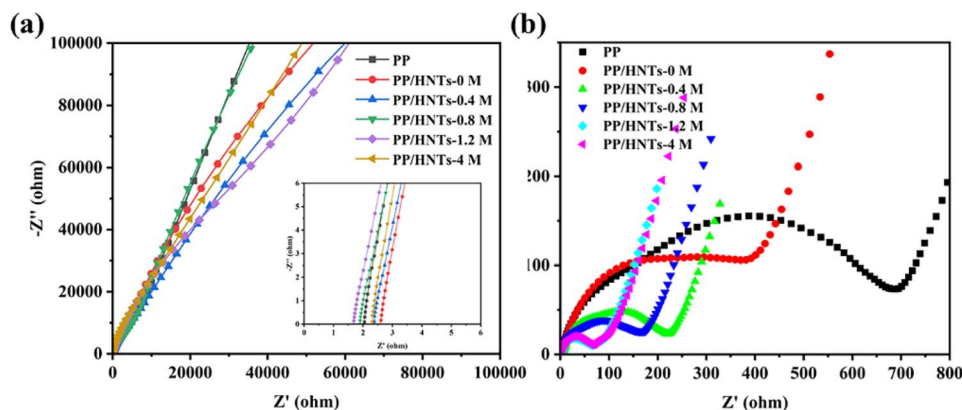 (a)
100000
80000
60000
40000
20000
0
-Z'' (ohm)
PP
PP/HNTs-0 M
PP/HNTs-0.4 M
PP/HNTs-0.8 M
PP/HNTs-1.2 M
PP/HNTs-4 M
6
5
4
3
2
1
0
-Z'' (ohm)
0 1 2 3 4 5 6
Z' (ohm)
0 20000 40000 60000 80000 100000
Z' (ohm)
(b)
300
200
100
0
PP
PP/HNTs-0 M
PP/HNTs-0.4 M
PP/HNTs-0.8 M
PP/HNTs-1.2 M
PP/HNTs-4 M
0 100 200 300 400 500 600 700 800
Z' (ohm)